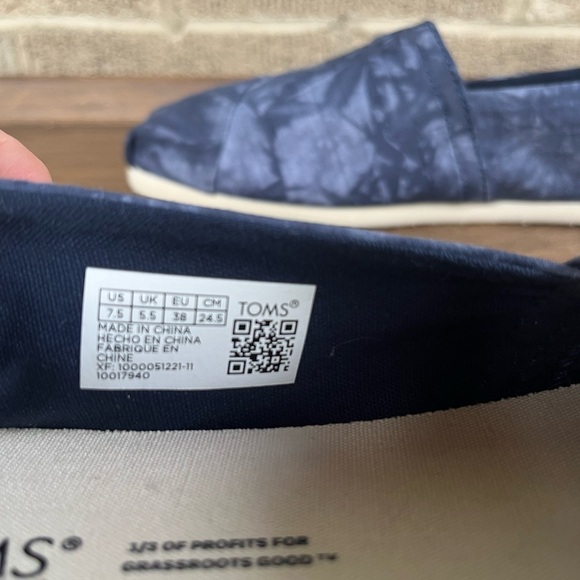 US UK EU CM
7.5 5.5 38 24.5
TOMS®
MADE IN CHINA
HECHO EN CHINA
FABRIQUE EN
CHINE
XF: 1000051221-11
10017940
MS®
1/3 OF PROFITS FOR
GRASSROOTS GOOD™